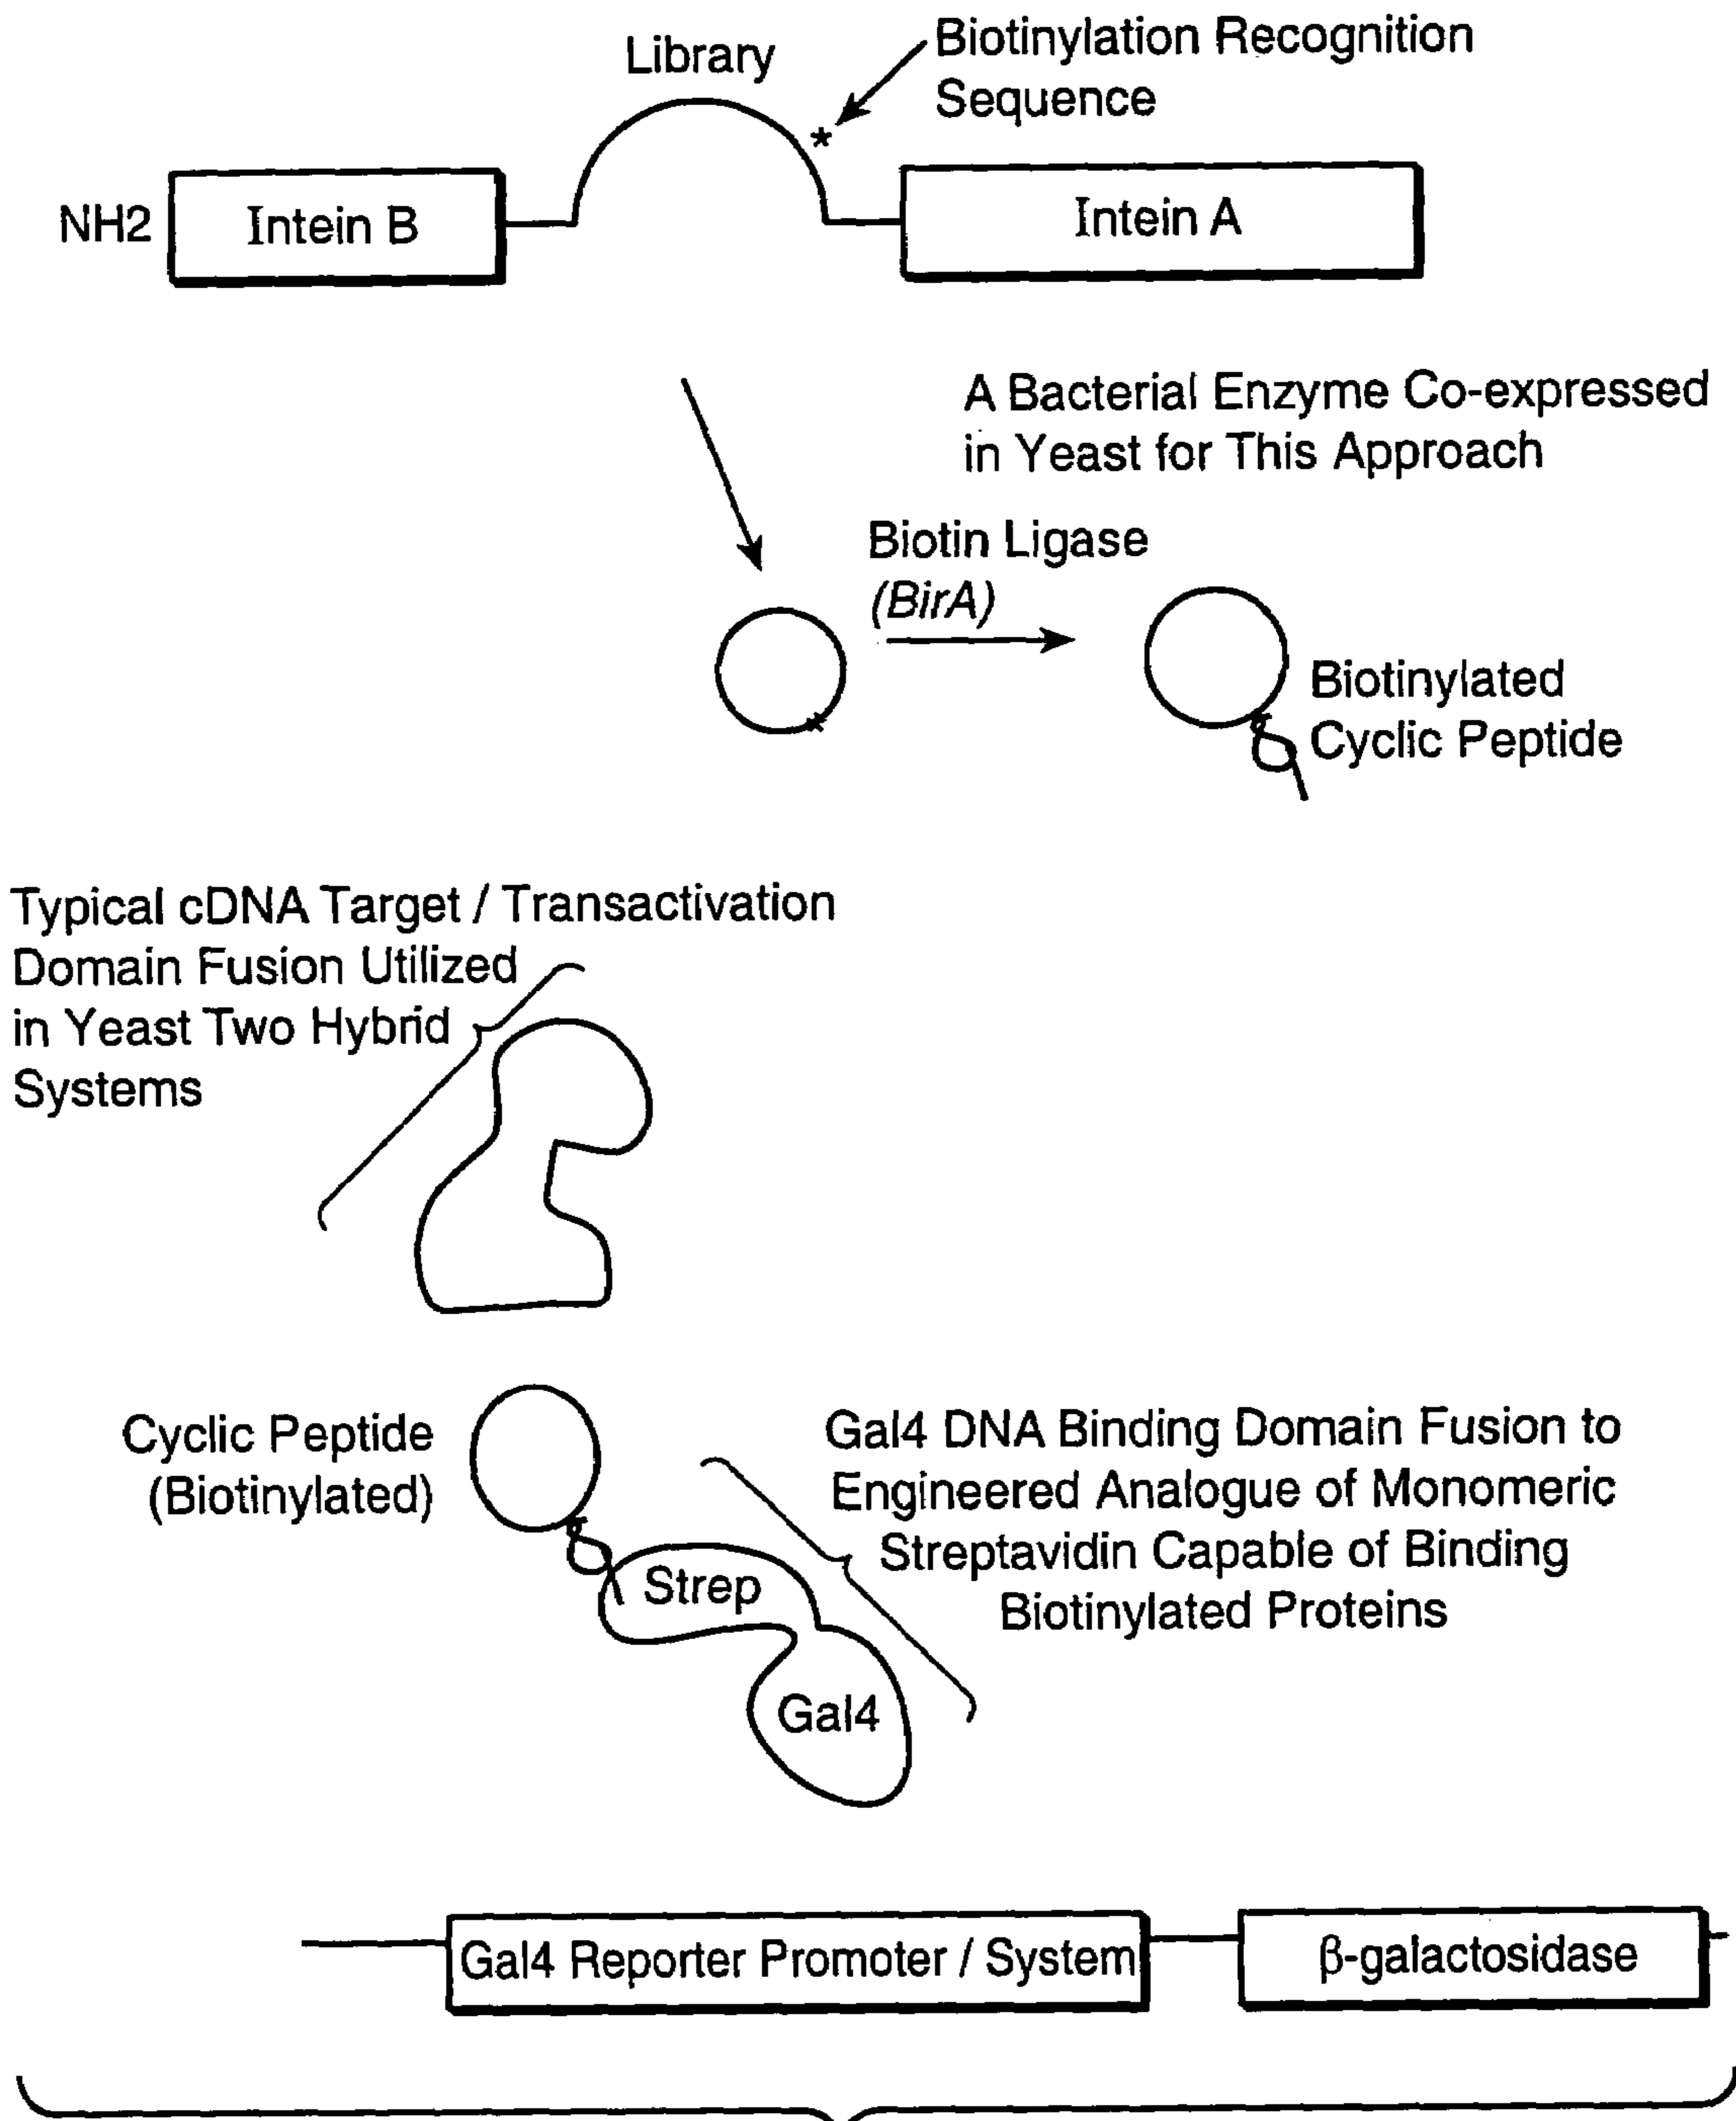 Library
Biotinylation Recognition
Sequence
*
NH2
Intein B
Intein A
A Bacterial Enzyme Co-expressed
in Yeast for This Approach
Biotin Ligase
(BirA)
*
Biotinylated
Cyclic Peptide
Typical cDNA Target / Transactivation
Domain Fusion Utilized
in Yeast Two Hybrid
Systems
Cyclic Peptide
(Biotinylated)
Gal4 DNA Binding Domain Fusion to
Engineered Analogue of Monomeric
Streptavidin Capable of Binding
Biotinylated Proteins
Strep
Gal4
Gal4 Reporter Promoter / System
β-galactosidase